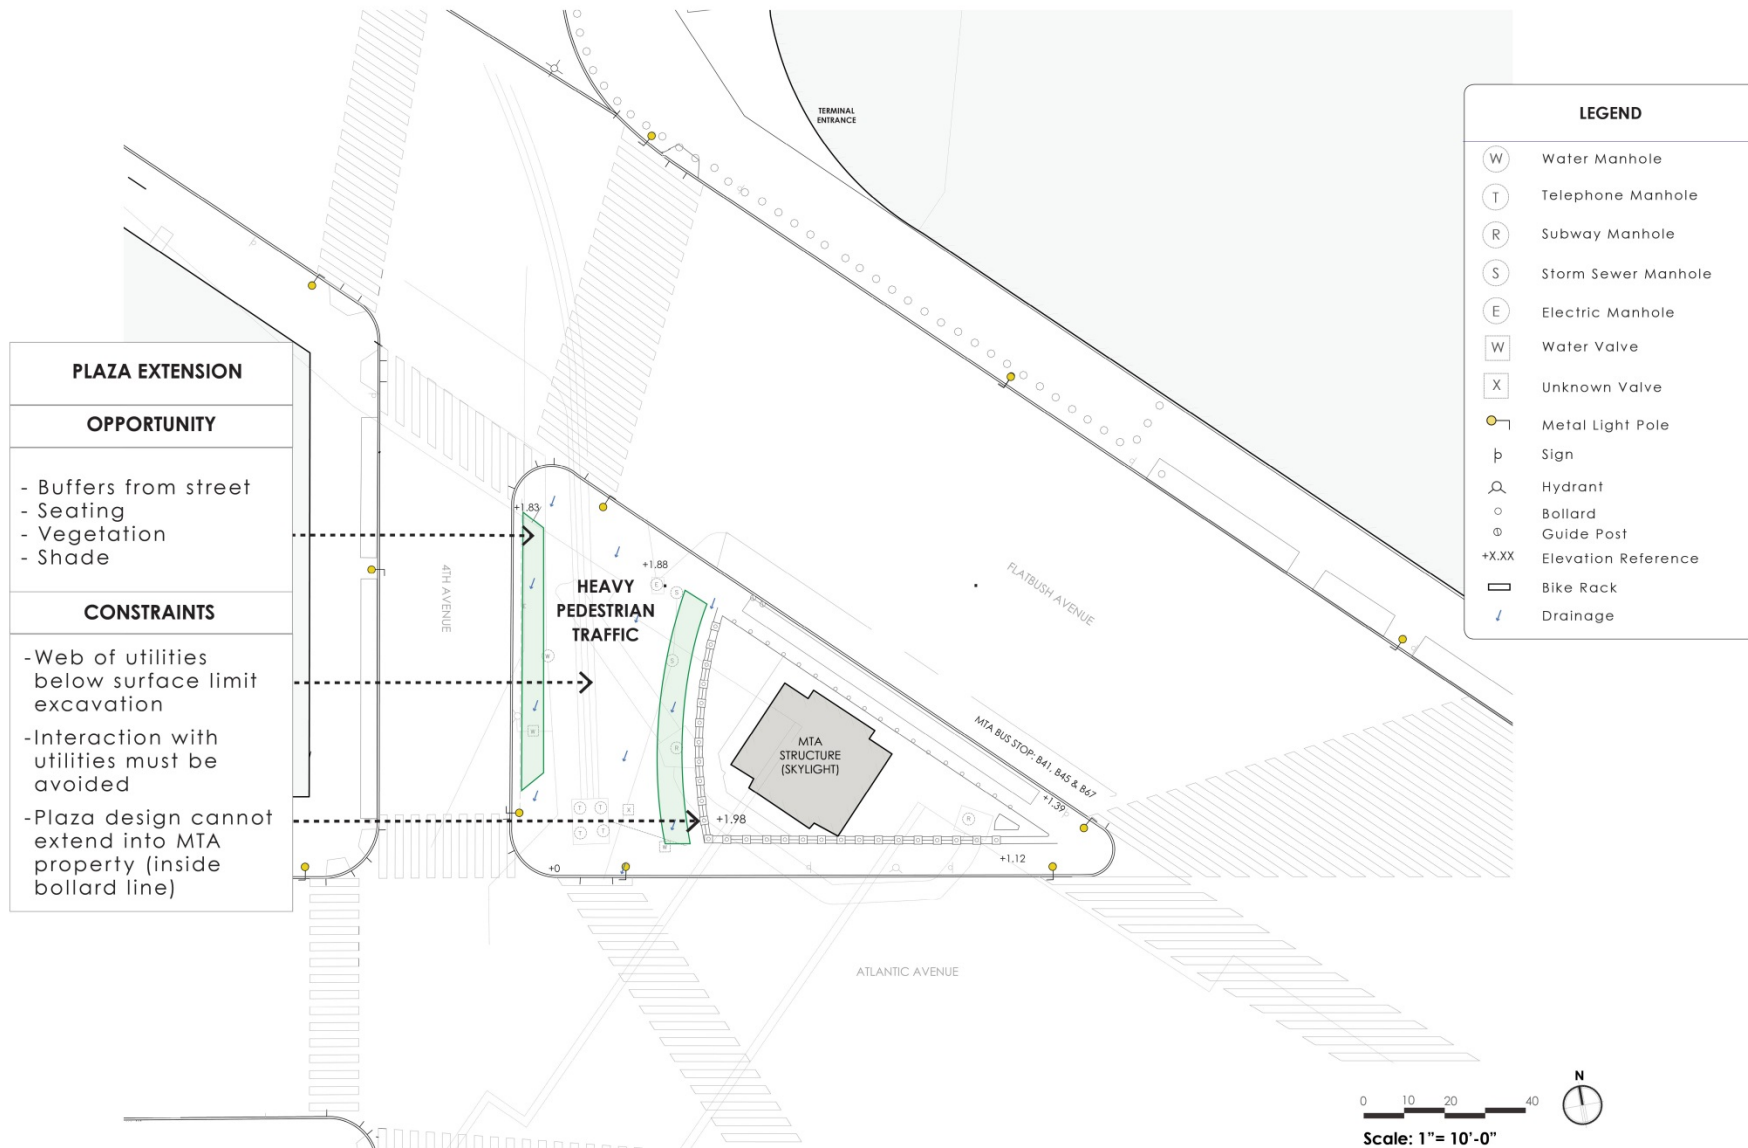 TERMINAL
ENTRANCE
LEGEND
W Water Manhole
T Telephone Manhole
R Subway Manhole
S Storm Sewer Manhole
E Electric Manhole
W Water Valve
X Unknown Valve
Metal Light Pole
Sign
Hydrant
Bollard
Guide Post
+X.XX Elevation Reference
Bike Rack
Drainage
PLAZA EXTENSION
OPPORTUNITY
- Buffers from street
- Seating
- Vegetation
- Shade
CONSTRAINTS
-Web of utilities
below surface limit
excavation
-Interaction with
utilities must be
avoided
-Plaza design cannot
extend into MTA
property (inside
bollard line)
4TH AVENUE
+1.83
+1.88
E
S
HEAVY
PEDESTRIAN
TRAFFIC
FLATBUSH AVENUE
W
S
W
R
MTA
STRUCTURE
(SKYLIGHT)
MTA BUS STOP: B41, B45 & B67
+1.39
T T
X
T T
+1.98
R
W
+0
+1.12
ATLANTIC AVENUE
N
0 10 20 40
Scale: 1”= 10’-0”